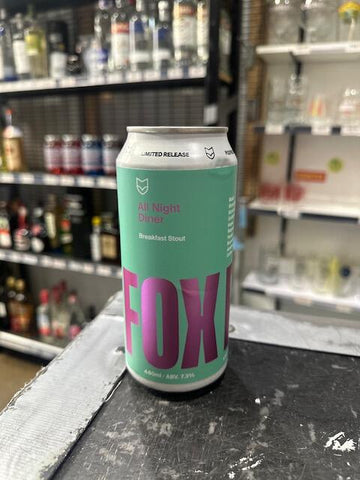 LIMITED RELEASE
All Night
Diner
Breakfast Stout
FOX
440ml · ABV. 7.3%